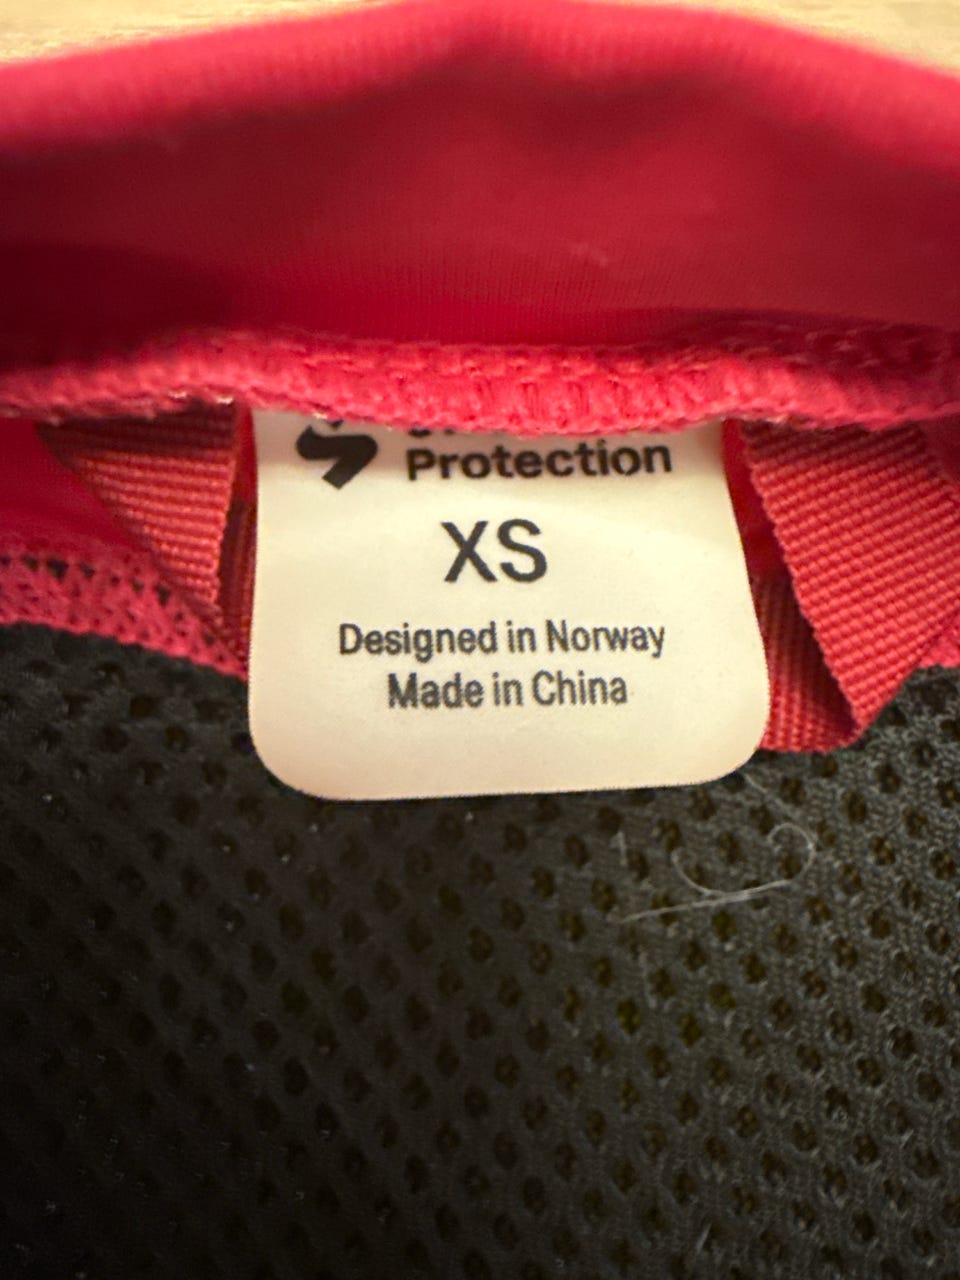 Protection
XS
Designed in Norway
Made in China